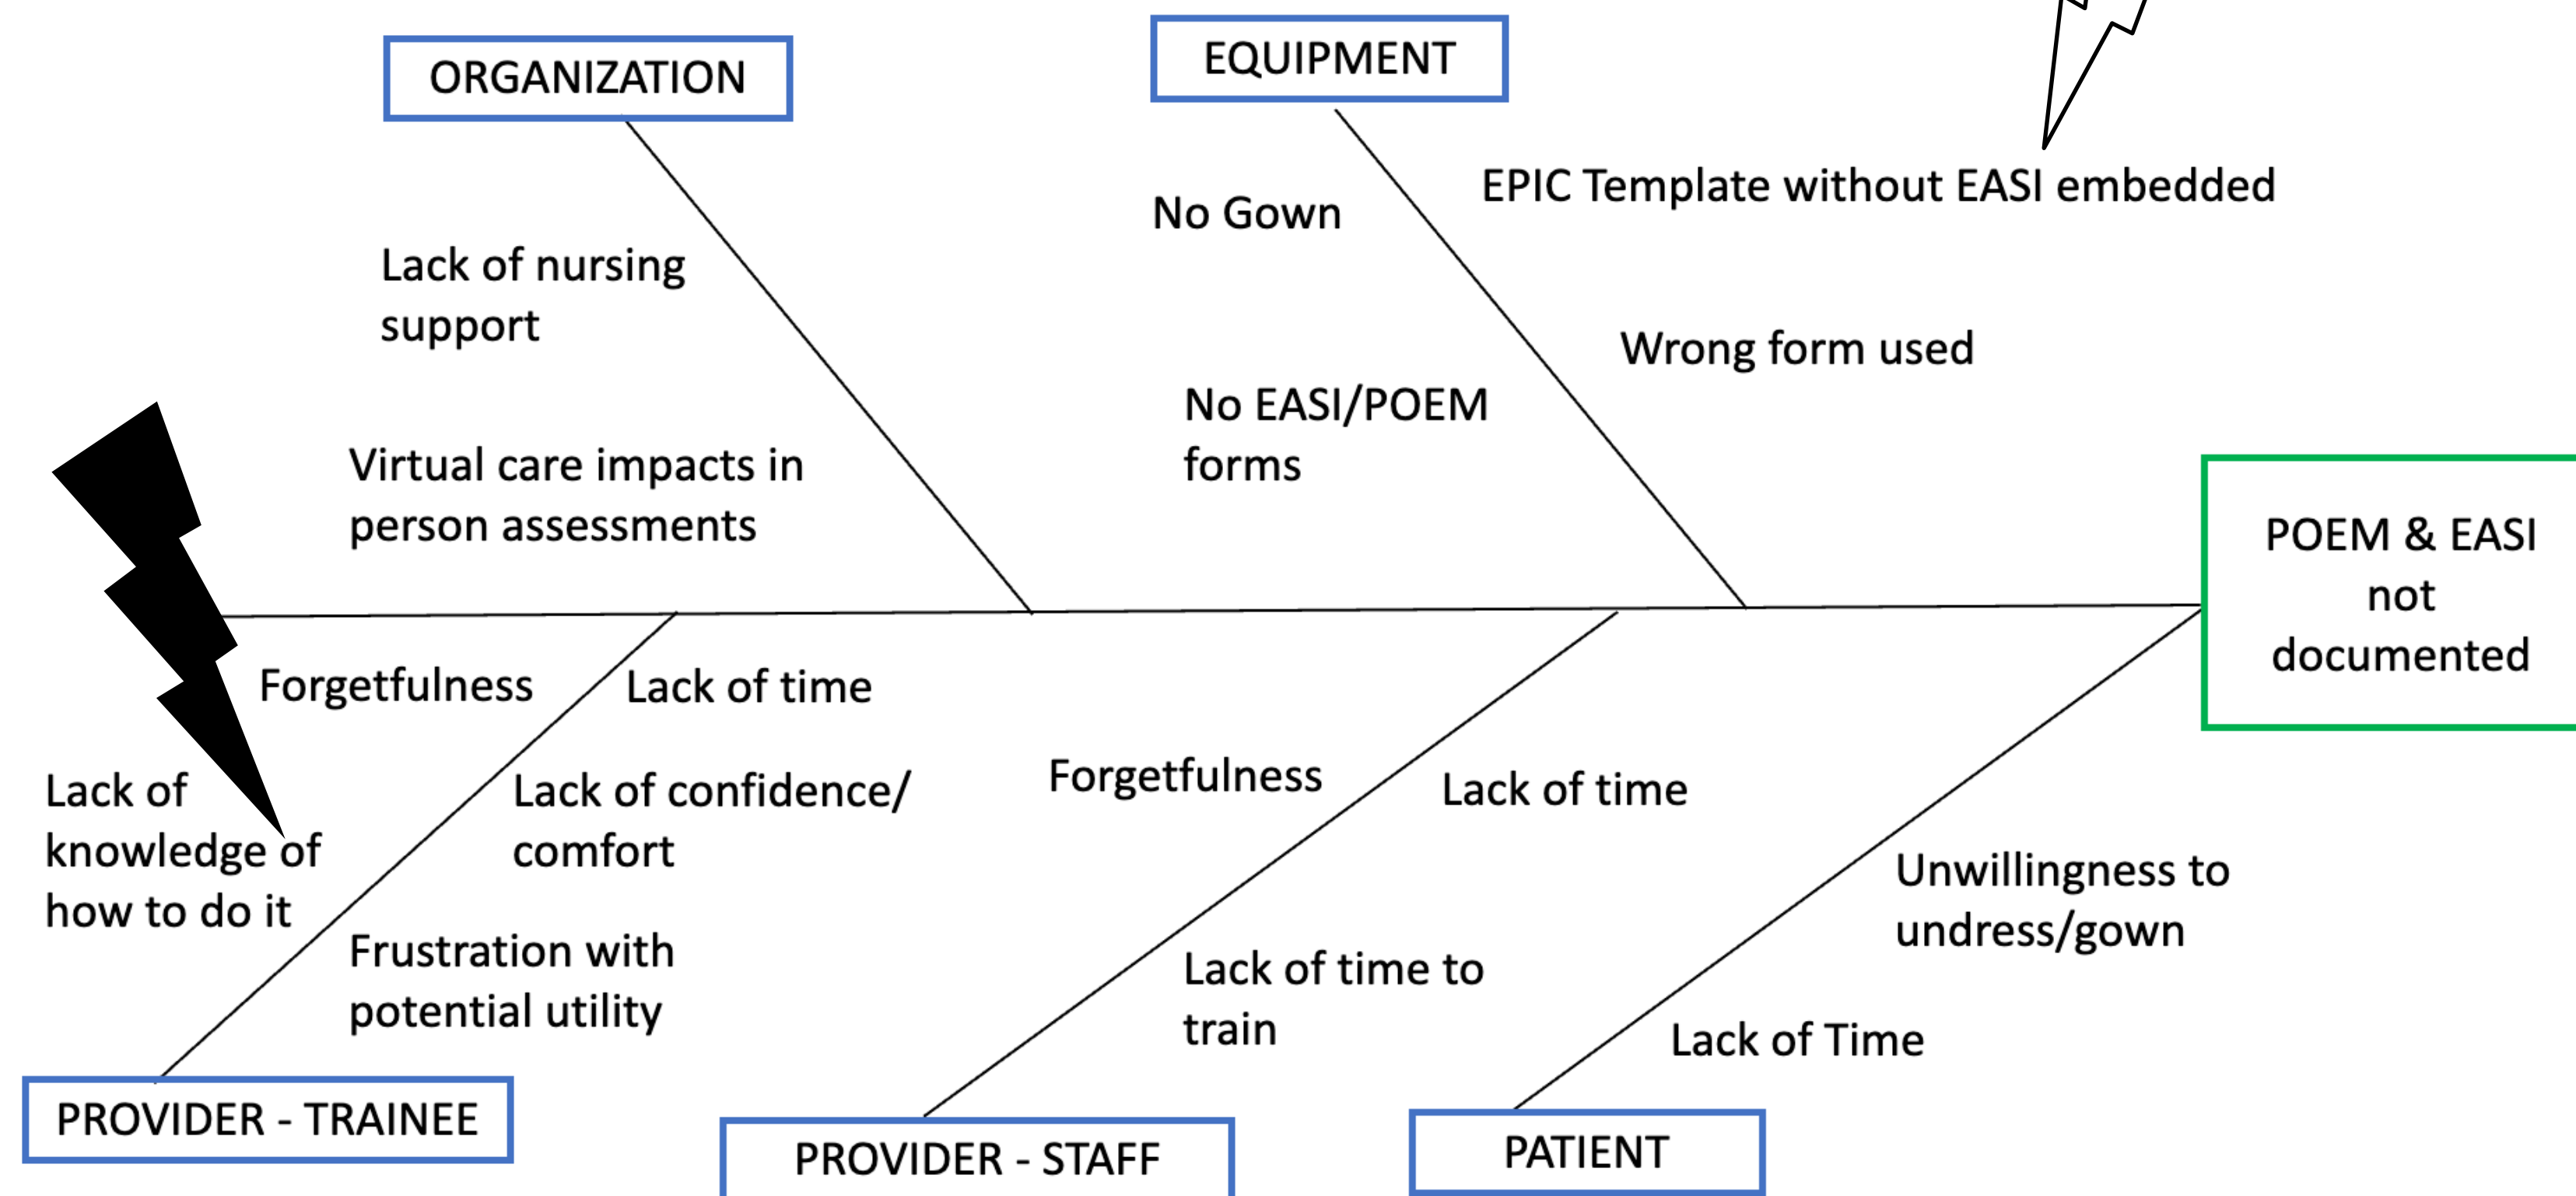 ORGANIZATION
EQUIPMENT
No Gown
EPIC Template without EASI embedded
Lack of nursing
support
Wrong form used
No EASI/POEM
forms
Virtual care impacts in
person assessments
POEM & EASI
not
documented
Forgetfulness
Lack of time
Lack of
knowledge of
how to do it
Lack of confidence/
comfort
Frustration with
potential utility
Forgetfulness
Lack of time
Lack of time to
train
Unwillingness to
undress/gown
Lack of Time
PROVIDER - TRAINEE
PROVIDER - STAFF
PATIENT